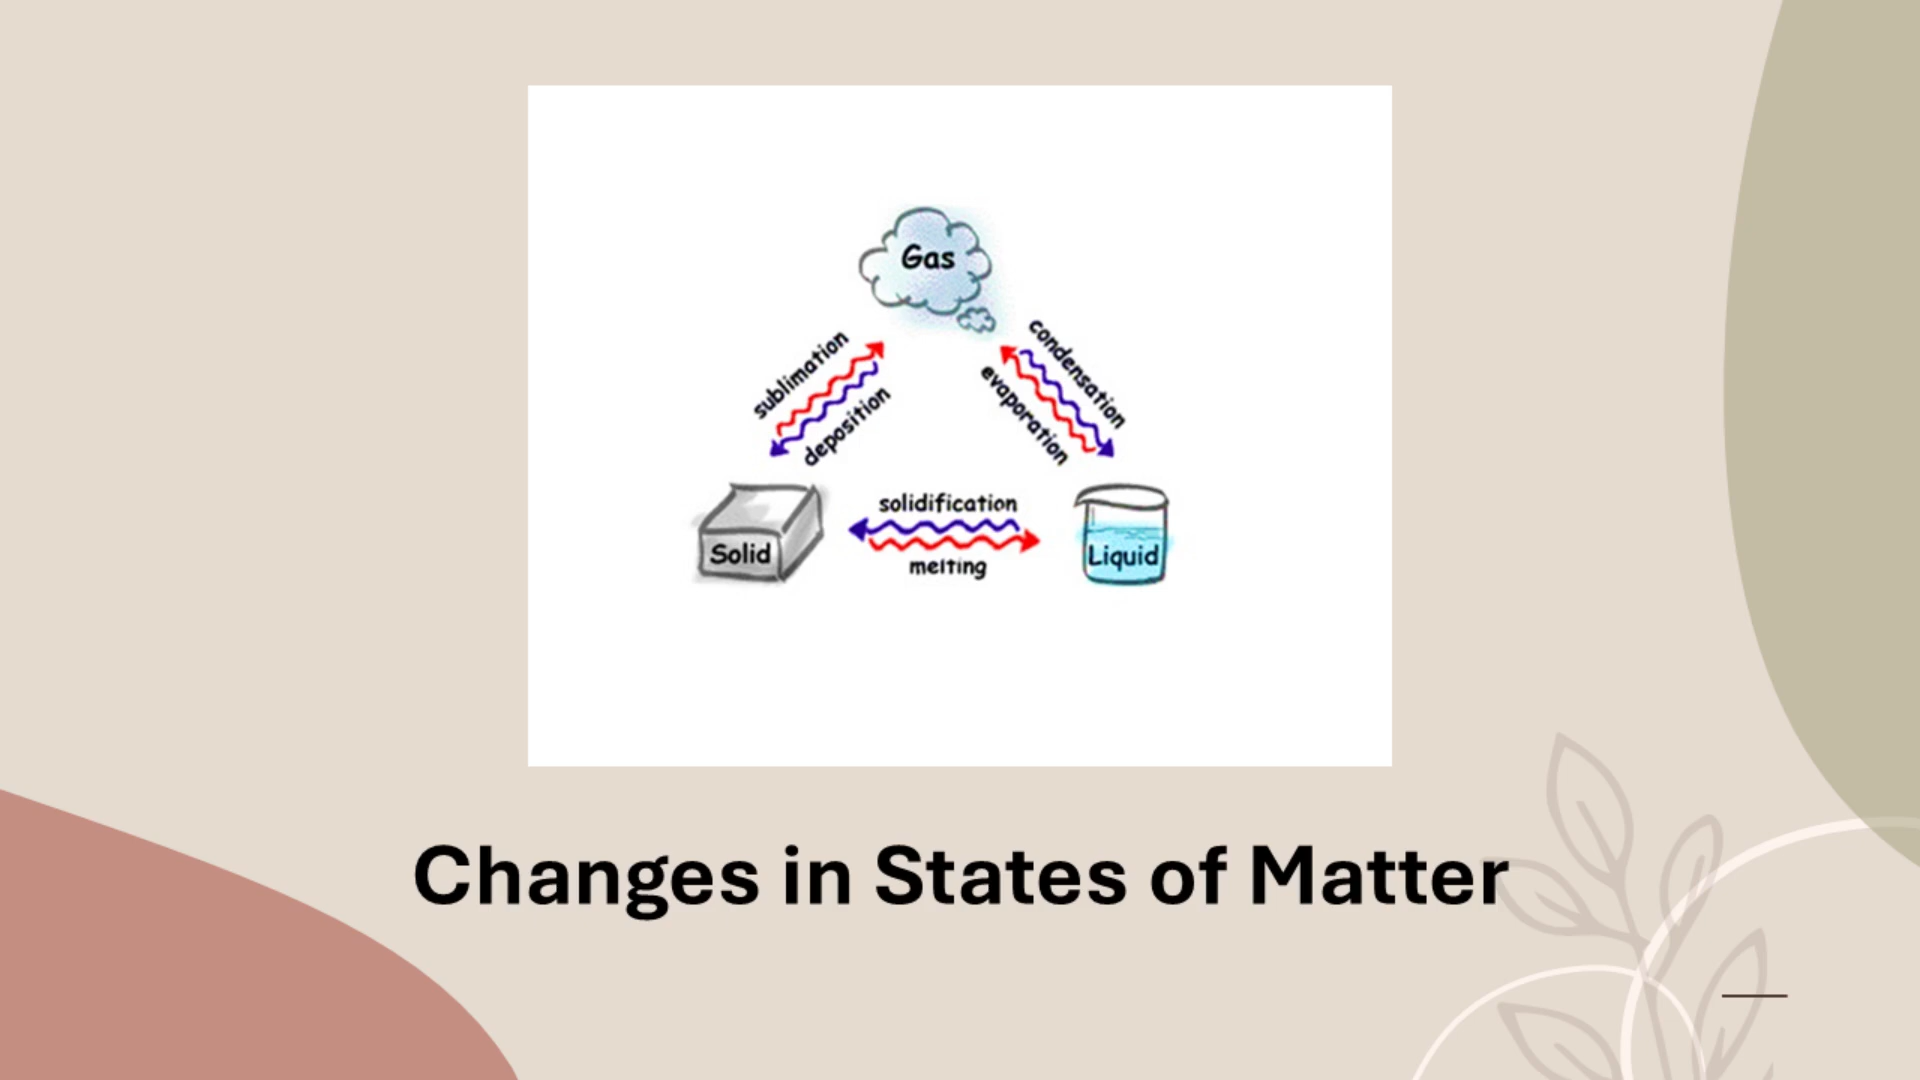 Gas
sublimation
deposition
condensation
evaporation
solidification
Solid
Liquid
melting
Changes in States of Matter